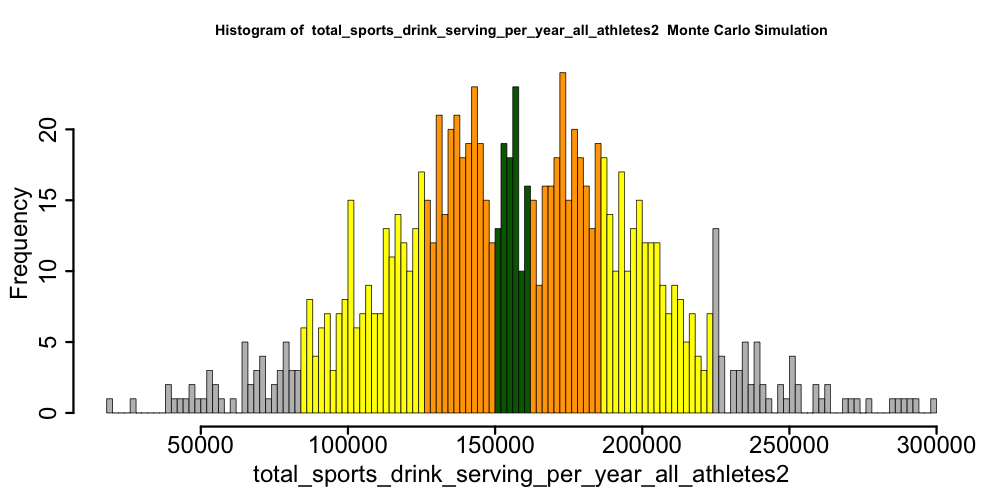 Histogram of  total_sports_drink_serving_per_year_all_athletes2  Monte Carlo Simulation
Frequency
20
15
10
5
0
50000 100000 150000 200000 250000 300000
total_sports_drink_serving_per_year_all_athletes2